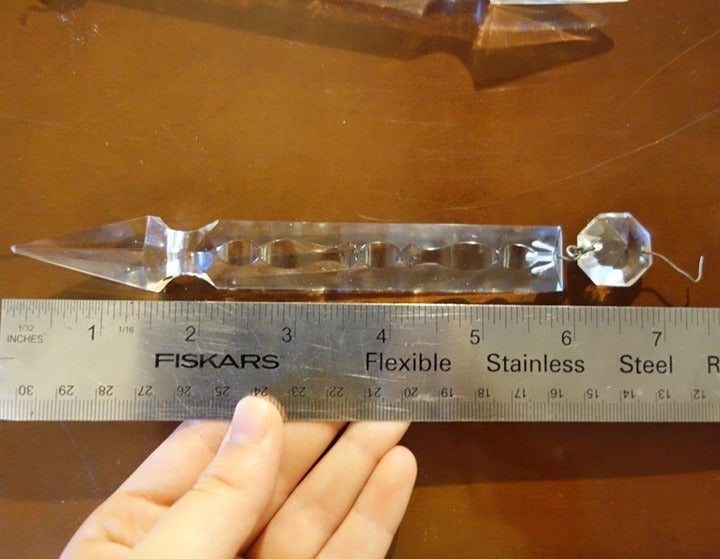 1/32 1 1/16 2 3 4 5 6 7
INCHES
FISKARS Flexible Stainless Steel R
30 29 28 27 26 25 24 23 22 21 20 19 18 17 16 15 14 13 12